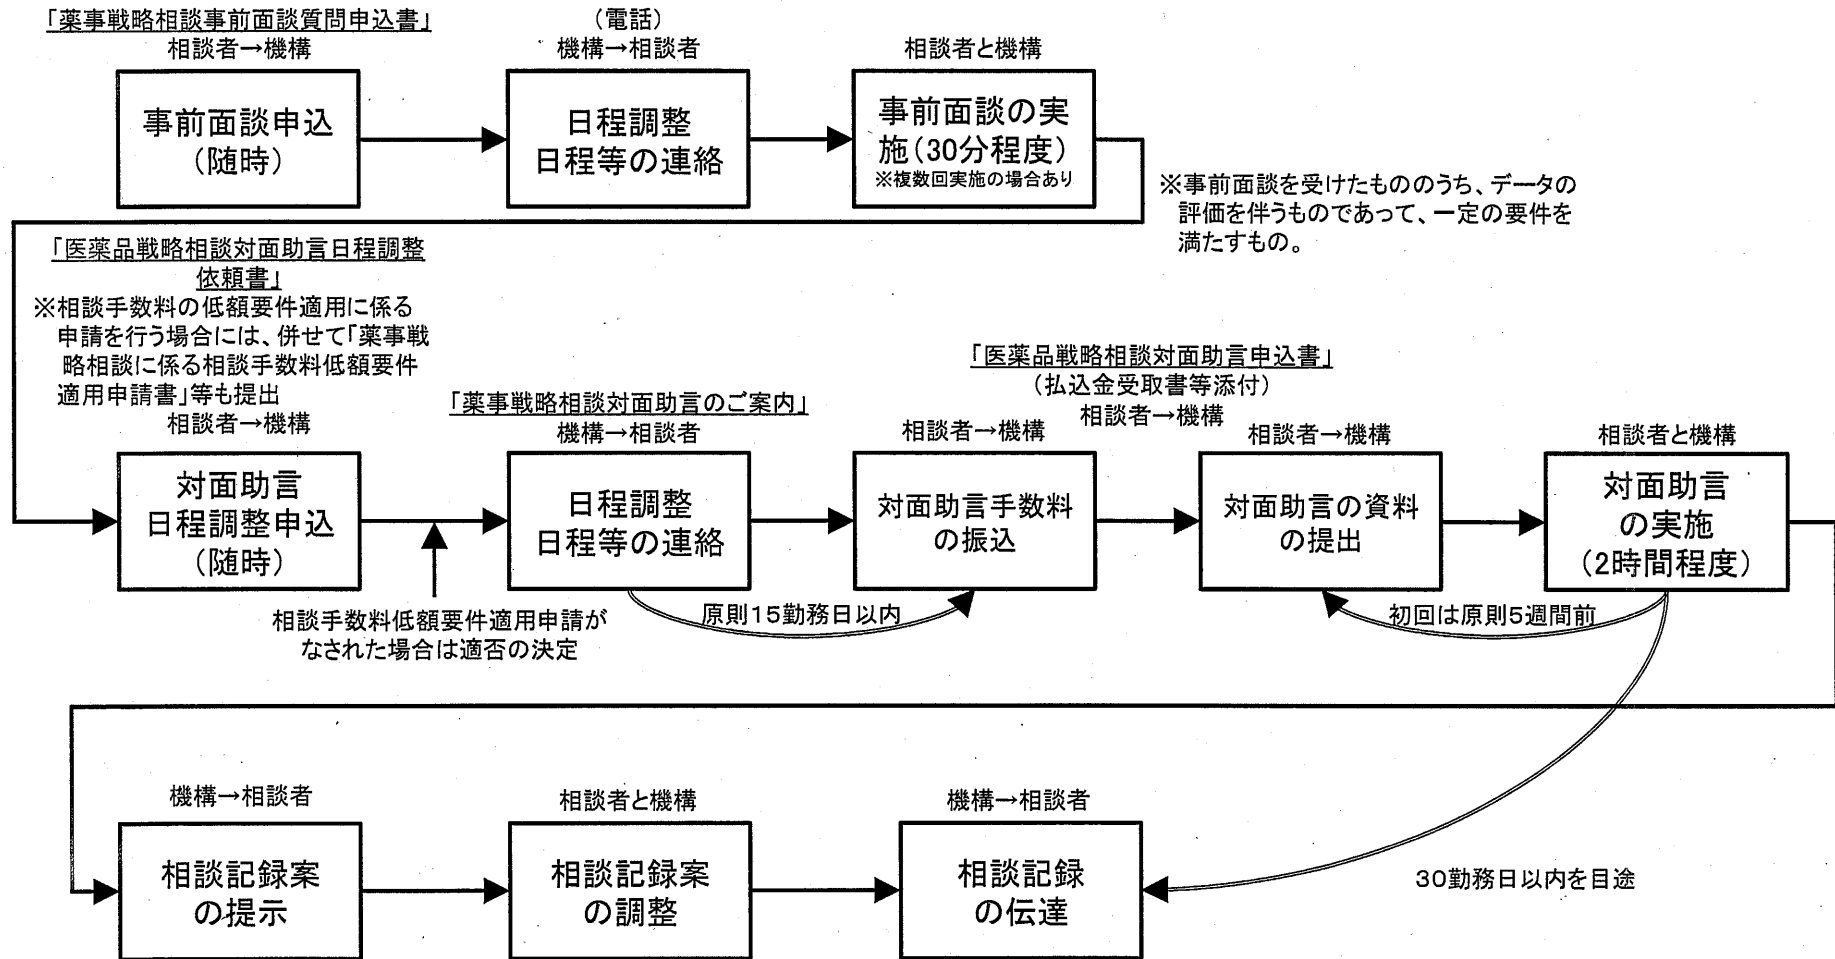 「薬事戦略相談事前面談質問申込書」
相談者→機構
事前面談申込
(随時)
(電話)
機構→相談者
日程調整
日程等の連絡
相談者と機構
事前面談の実
施(30分程度)
※複数回実施の場合あり
※事前面談を受けたもののうち、データの
評価を伴うものであって、一定の要件を
満たすもの。
「医薬品戦略相談対面助言日程調整
依頼書」
※相談手数料の低額要件適用に係る
申請を行う場合には、併せて「薬事戦
略相談に係る相談手数料低額要件
適用申請書」等も提出
相談者→機構
対面助言
日程調整申込
(随時)
相談手数料低額要件適用申請が
なされた場合は適否の決定
「薬事戦略相談対面助言のご案内」
機構→相談者
日程調整
日程等の連絡
原則15勤務日以内
相談者→機構
対面助言手数料
の振込
「医薬品戦略相談対面助言申込書」
(払込金受取書等添付)
相談者→機構
相談者→機構
対面助言の資料
の提出
初回は原則5週間前
相談者と機構
対面助言
の実施
(2時間程度)
機構→相談者
相談記録案
の提示
相談者と機構
相談記録案
の調整
機構→相談者
相談記録
の伝達
30勤務日以内を目途